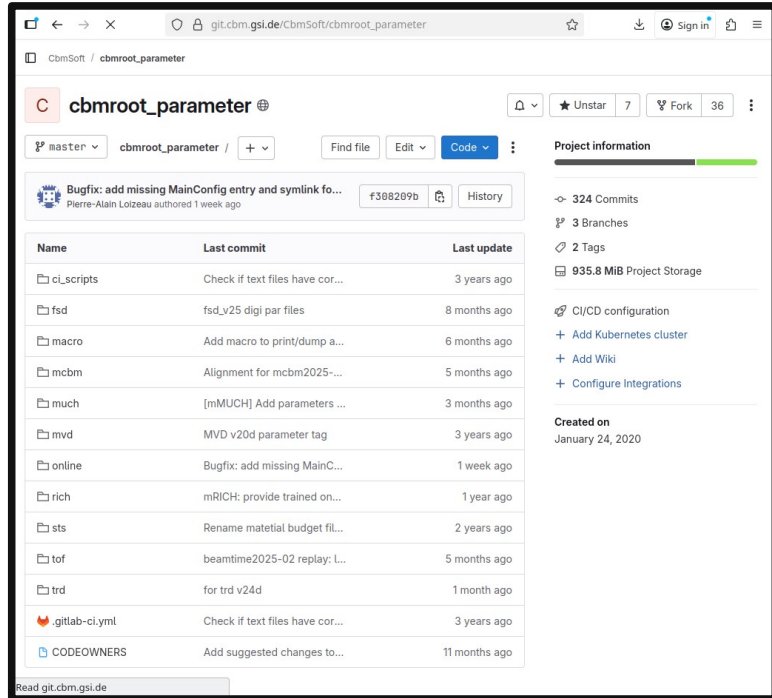 git.cbm.gsi.de/CbmSoft/cbmroot_parameter
Sign in
CbmSoft / cbmroot_parameter
C cbmroot_parameter
Unstar 7
Fork 36
master
cbmroot_parameter / +
Find file
Edit
Code
Bugfix: add missing MainConfig entry and symlink fo...
Pierre-Alain Loizeau authored 1 week ago
f308209b
History
Name Last commit Last update
ci_scripts Check if text files have cor... 3 years ago
fsd fsd_v25 digi par files 8 months ago
macro Add macro to print/dump a... 6 months ago
mcbm Alignment for mcbm2025-... 5 months ago
much [mMUCH] Add parameters ... 3 months ago
mvd MVD v20d parameter tag 3 years ago
online Bugfix: add missing MainC... 1 week ago
rich mRICH: provide trained on... 1 year ago
sts Rename matetial budget fil... 2 years ago
tof beamtime2025-02 replay: l... 5 months ago
trd for trd v24d 1 month ago
.gitlab-ci.yml Check if text files have cor... 3 years ago
CODEOWNERS Add suggested changes to... 11 months ago
Project information
324 Commits
3 Branches
2 Tags
935.8 MiB Project Storage
CI/CD configuration
+ Add Kubernetes cluster
+ Add Wiki
+ Configure Integrations
Created on
January 24, 2020
Read git.cbm.gsi.de